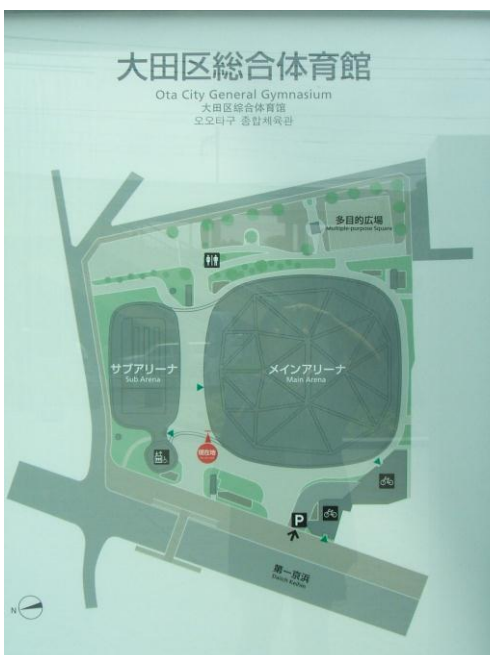 大田区総合体育館
Ota City General Gymnasium
大田区综合体育馆
오오타구 종합체육관
多目的広場
Multiple-purpose Square
サブアリーナ
Sub Arena
メインアリーナ
Main Arena
現在地
P
第一京浜
Daiichi Keihin
N